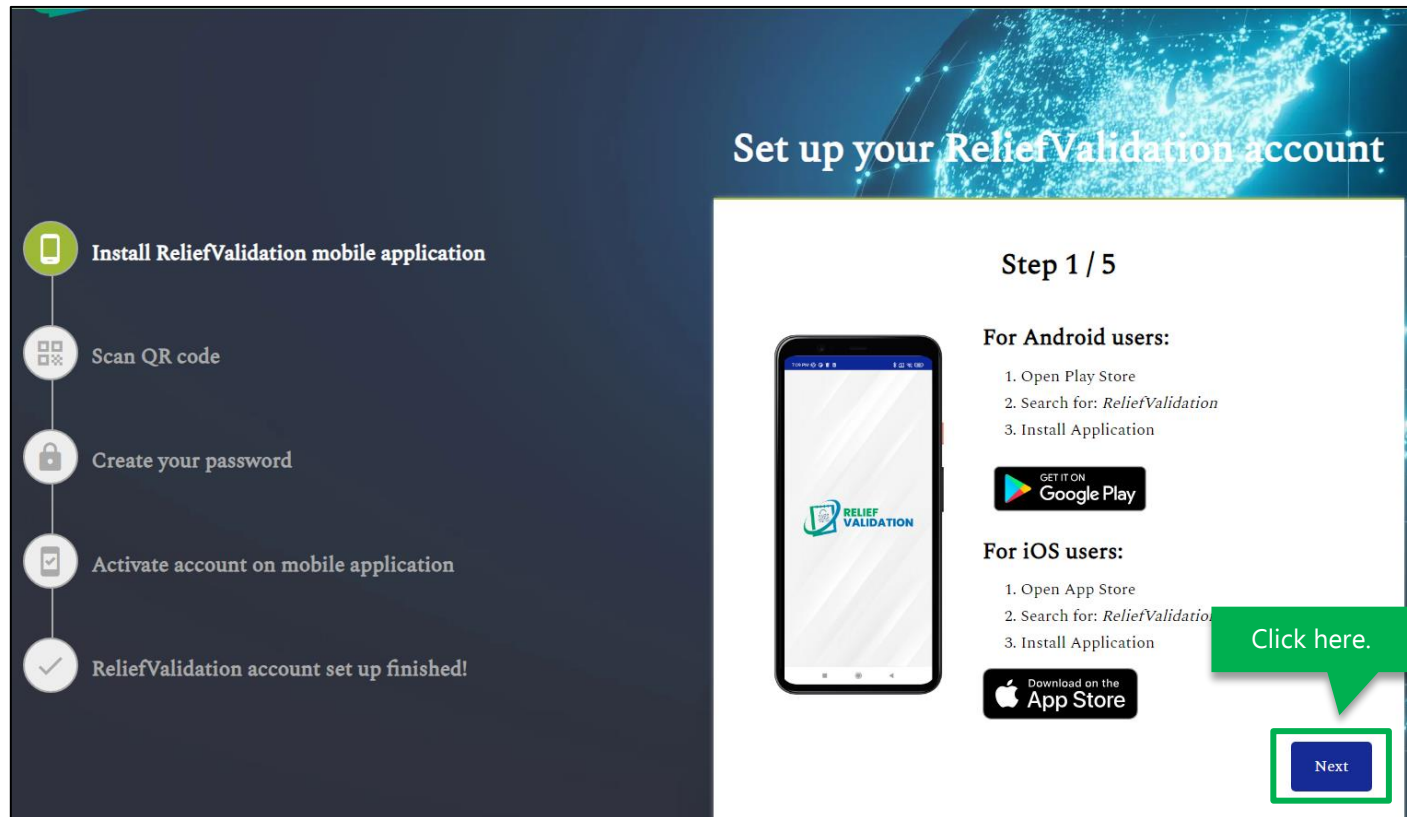 Set up your ReliefValidation account
Install ReliefValidation mobile application
Scan QR code
Create your password
Activate account on mobile application
ReliefValidation account set up finished!
Step 1 / 5
RELIEF
VALIDATION
For Android users:
1. Open Play Store
2. Search for: ReliefValidation
3. Install Application
GET IT ON
Google Play
For iOS users:
1. Open App Store
2. Search for: ReliefValidation
3. Install Application
Download on the
App Store
Click here.
Next